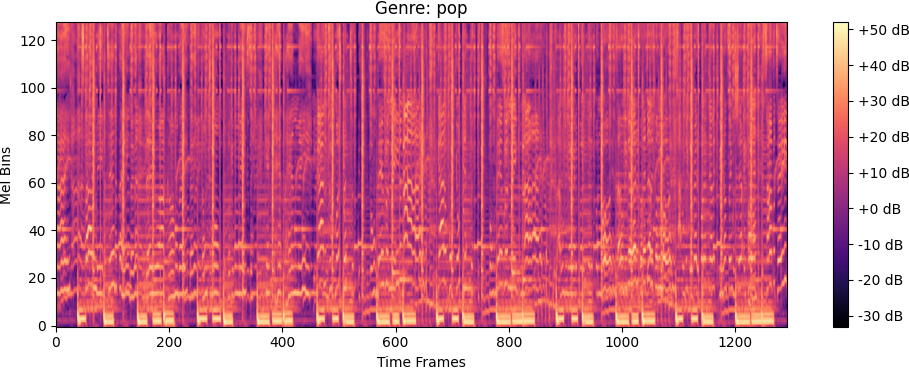 Genre: pop
Mel Bins
120
100
80
60
40
20
0
0 200 400 600 800 1000 1200
Time Frames
+50 dB
+40 dB
+30 dB
+20 dB
+10 dB
+0 dB
-10 dB
-20 dB
-30 dB